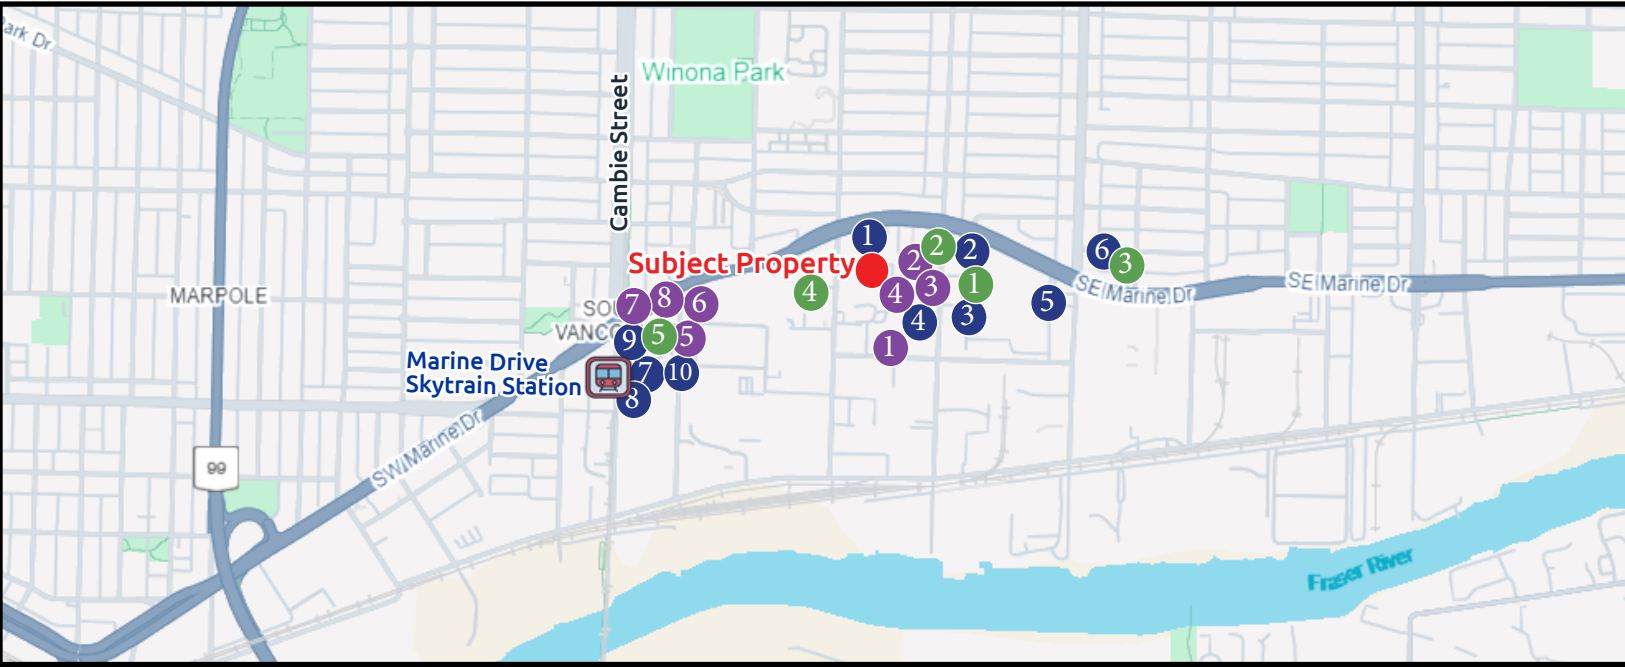 Park Dr.
Winona Park
Cambie Street
1
2
2
6
3
Subject Property
2
4
4
3
1
5
SE Marine Dr
SE Marine Dr
MARPOLE
7
8
6
SOU
VANCO
9
5
5
4
3
1
Marine Drive
Skytrain Station
7
10
8
SW Marine Dr
99
Fraser River